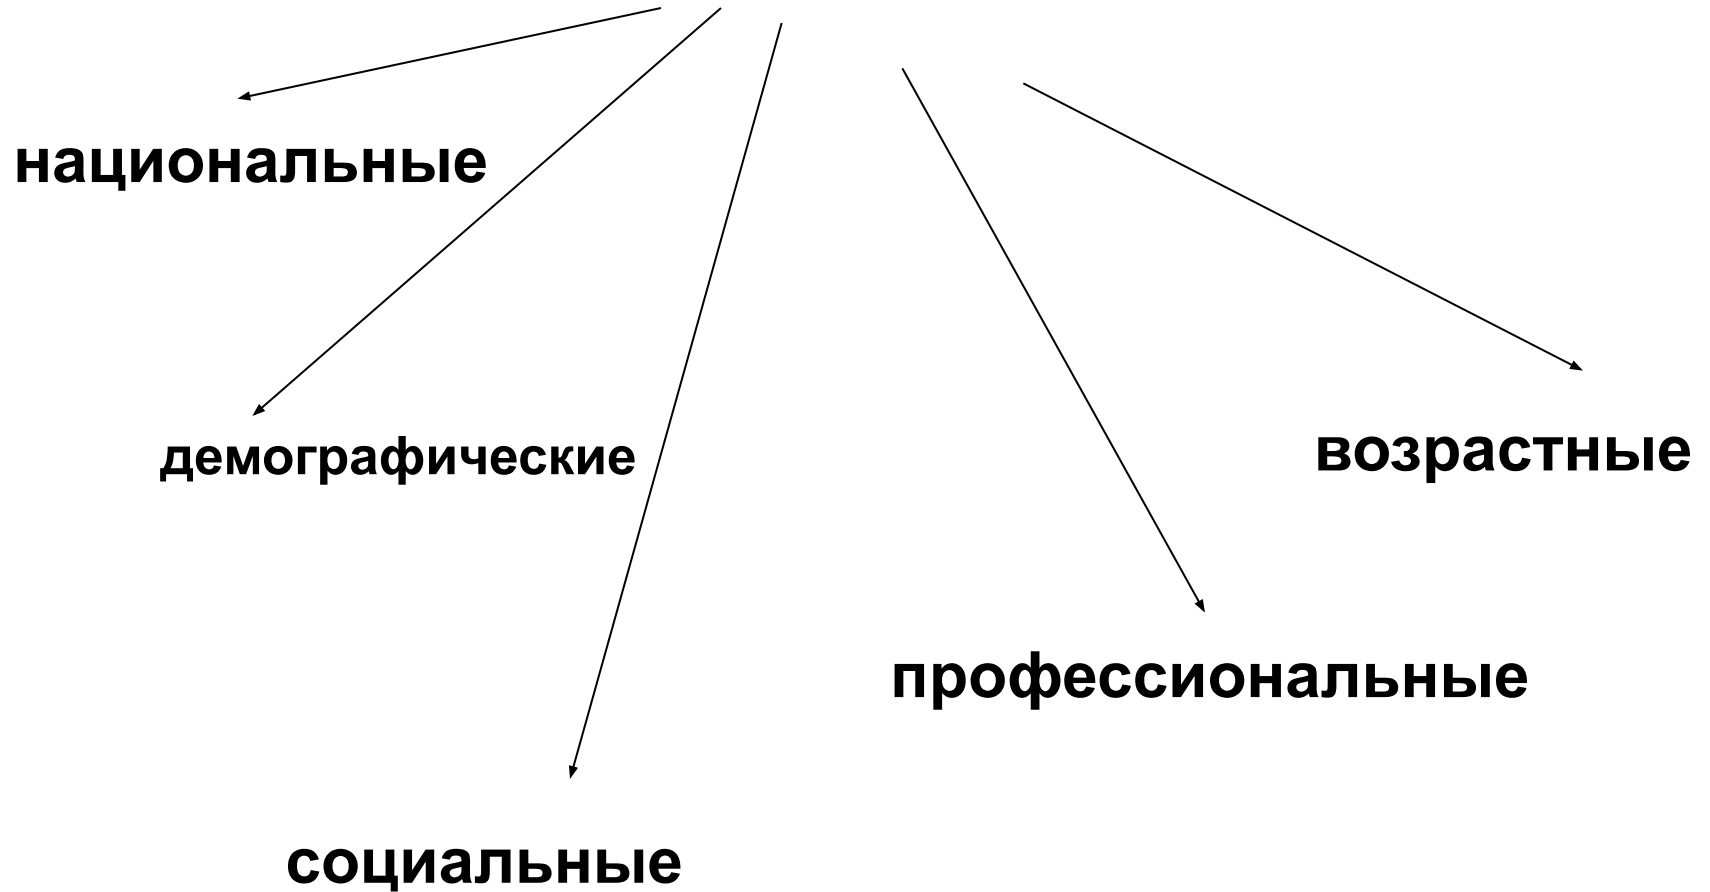 национальные
демографические
возрастные
профессиональные
социальные